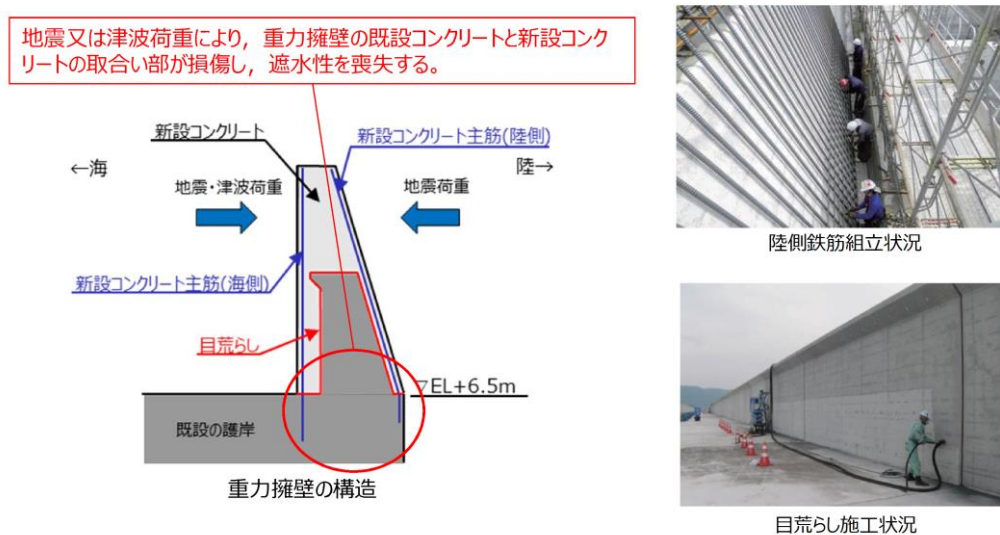 地震又は津波荷重により，重力擁壁の既設コンクリートと新設コンク
リートの取合い部が損傷し，遮水性を喪失する。
新設コンクリート
新設コンクリート主筋(陸側)
←海
陸→
地震・津波荷重
地震荷重
新設コンクリート主筋(海側)
目荒らし
▽EL+6.5m
既設の護岸
重力擁壁の構造
陸側鉄筋組立状況
目荒らし施工状況